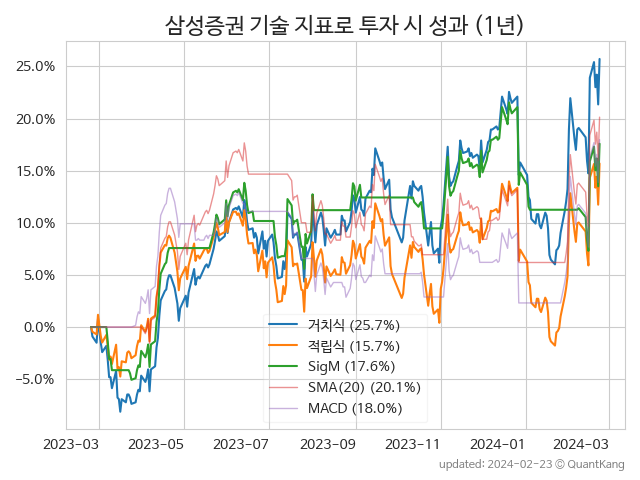 삼성증권 기술 지표로 투자 시 성과 (1년)
25.0%
20.0%
15.0%
10.0%
5.0%
0.0%
−5.0%
거치식 (25.7%)
적립식 (15.7%)
SigM (17.6%)
SMA(20) (20.1%)
MACD (18.0%)
2023-03 2023-05 2023-07 2023-09 2023-11 2024-01 2024-03
updated: 2024-02-23 ⓒ QuantKang